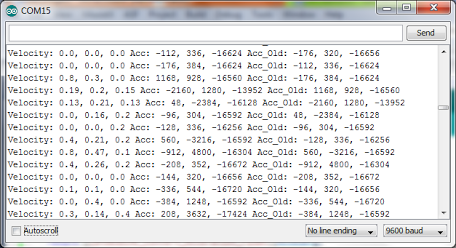 COM15
Send
Velocity: 0.0, 0.0, 0.0 Acc: -112, 336, -16624 Acc_Old: -176, 320, -16656
Velocity: 0.0, 0.0, 0.0 Acc: -176, 384, -16624 Acc_Old: -112, 336, -16624
Velocity: 0.8, 0.3, 0.0 Acc: 1168, 928, -16560 Acc_Old: -176, 384, -16624
Velocity: 0.19, 0.2, 0.15 Acc: -2160, 1280, -13952 Acc_Old: 1168, 928, -16560
Velocity: 0.13, 0.21, 0.13 Acc: 48, -2384, -16128 Acc_Old: -2160, 1280, -13952
Velocity: 0.0, 0.16, 0.2 Acc: -96, 304, -16592 Acc_Old: 48, -2384, -16128
Velocity: 0.0, 0.0, 0.2 Acc: -128, 336, -16256 Acc_Old: -96, 304, -16592
Velocity: 0.4, 0.21, 0.2 Acc: 560, -3216, -16592 Acc_Old: -128, 336, -16256
Velocity: 0.8, 0.47, 0.1 Acc: -912, 4800, -16304 Acc_Old: 560, -3216, -16592
Velocity: 0.4, 0.26, 0.2 Acc: -208, 352, -16672 Acc_Old: -912, 4800, -16304
Velocity: 0.0, 0.0, 0.0 Acc: -144, 320, -16656 Acc_Old: -208, 352, -16672
Velocity: 0.1, 0.1, 0.0 Acc: -336, 544, -16720 Acc_Old: -144, 320, -16656
Velocity: 0.0, 0.4, 0.0 Acc: -384, 1248, -16592 Acc_Old: -336, 544, -16720
Velocity: 0.3, 0.14, 0.4 Acc: 208, 3632, -17424 Acc_Old: -384, 1248, -16592
Autoscroll No line ending 9600 baud